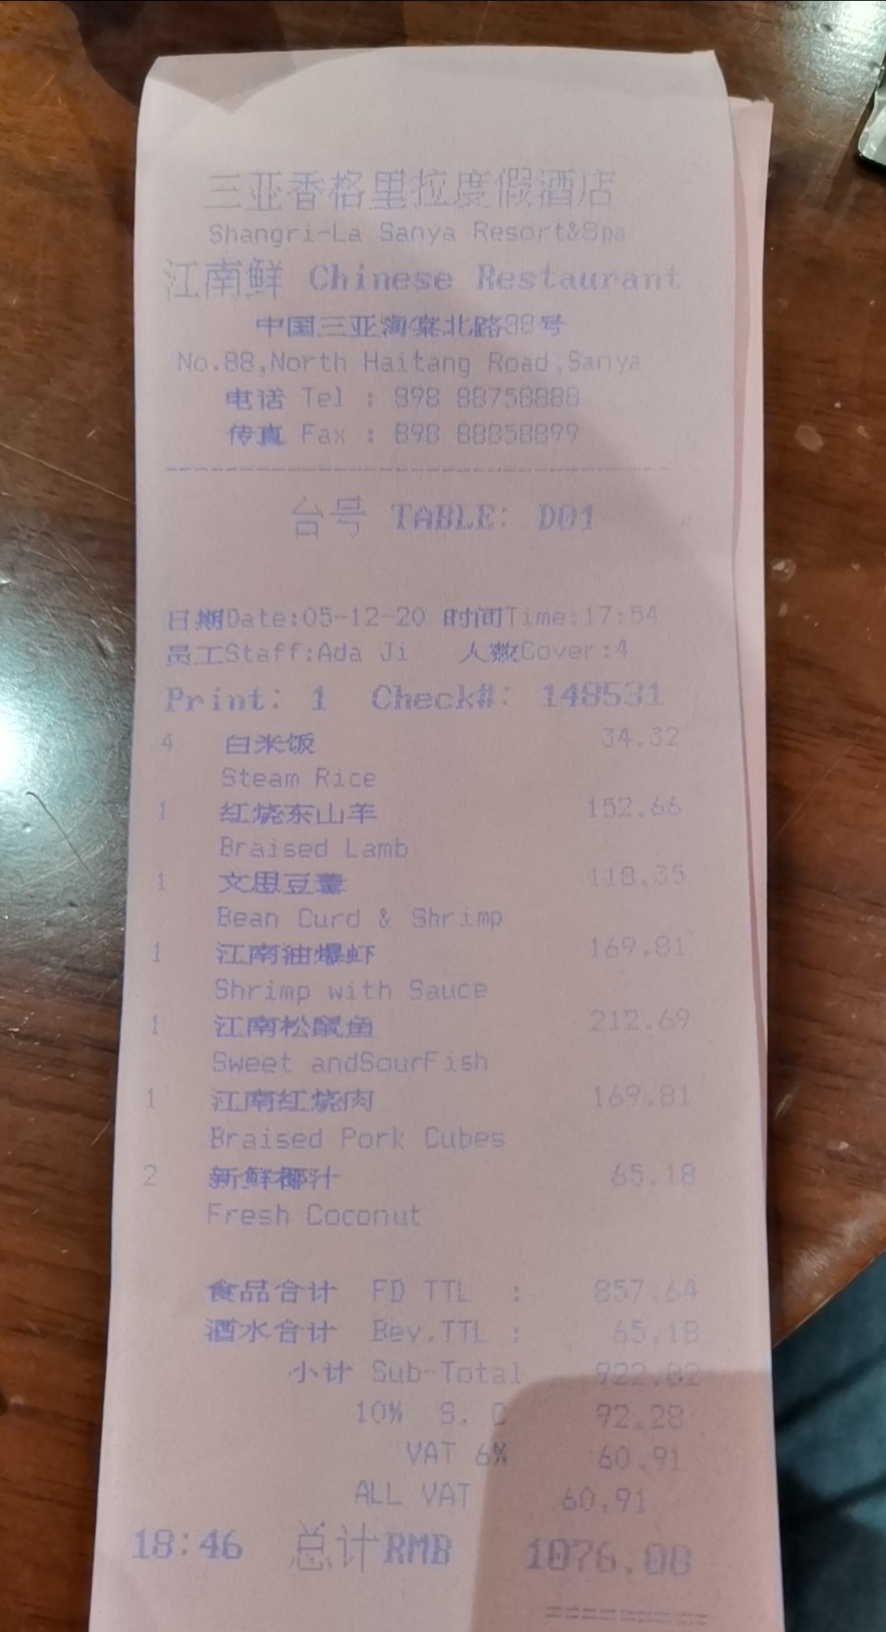 三亚香格里拉度假酒店
Shangri-La Sanya Resort&Spa
江南鲜 Chinese Restaurant
中国三亚海棠北路88号
No.88,North Haitang Road,Sanya
电话 Tel : 898 88758888
传真 Fax : 898 88858899
台号 TABLE: D01
日期Date:05-12-20 时间Time:17:54
员工Staff:Ada Ji 人数Cover:4
Print: 1 Check#: 148531
4 白米饭 34.32
Steam Rice
1 红烧东山羊 152.66
Braised Lamb
1 文思豆羹 118.35
Bean Curd & Shrimp
1 江南油爆虾 169.81
Shrimp with Sauce
1 江南松鼠鱼 212.69
Sweet andSourFish
1 江南红烧肉 169.81
Braised Pork Cubes
2 新鲜椰汁 65.18
Fresh Coconut
食品合计 FD TTL : 857.64
酒水合计 Bev.TTL : 65.18
小计 Sub-Total 922.82
10% S. C 92.28
VAT 6% 60.91
ALL VAT 60.91
18:46 总计RMB 1076.00